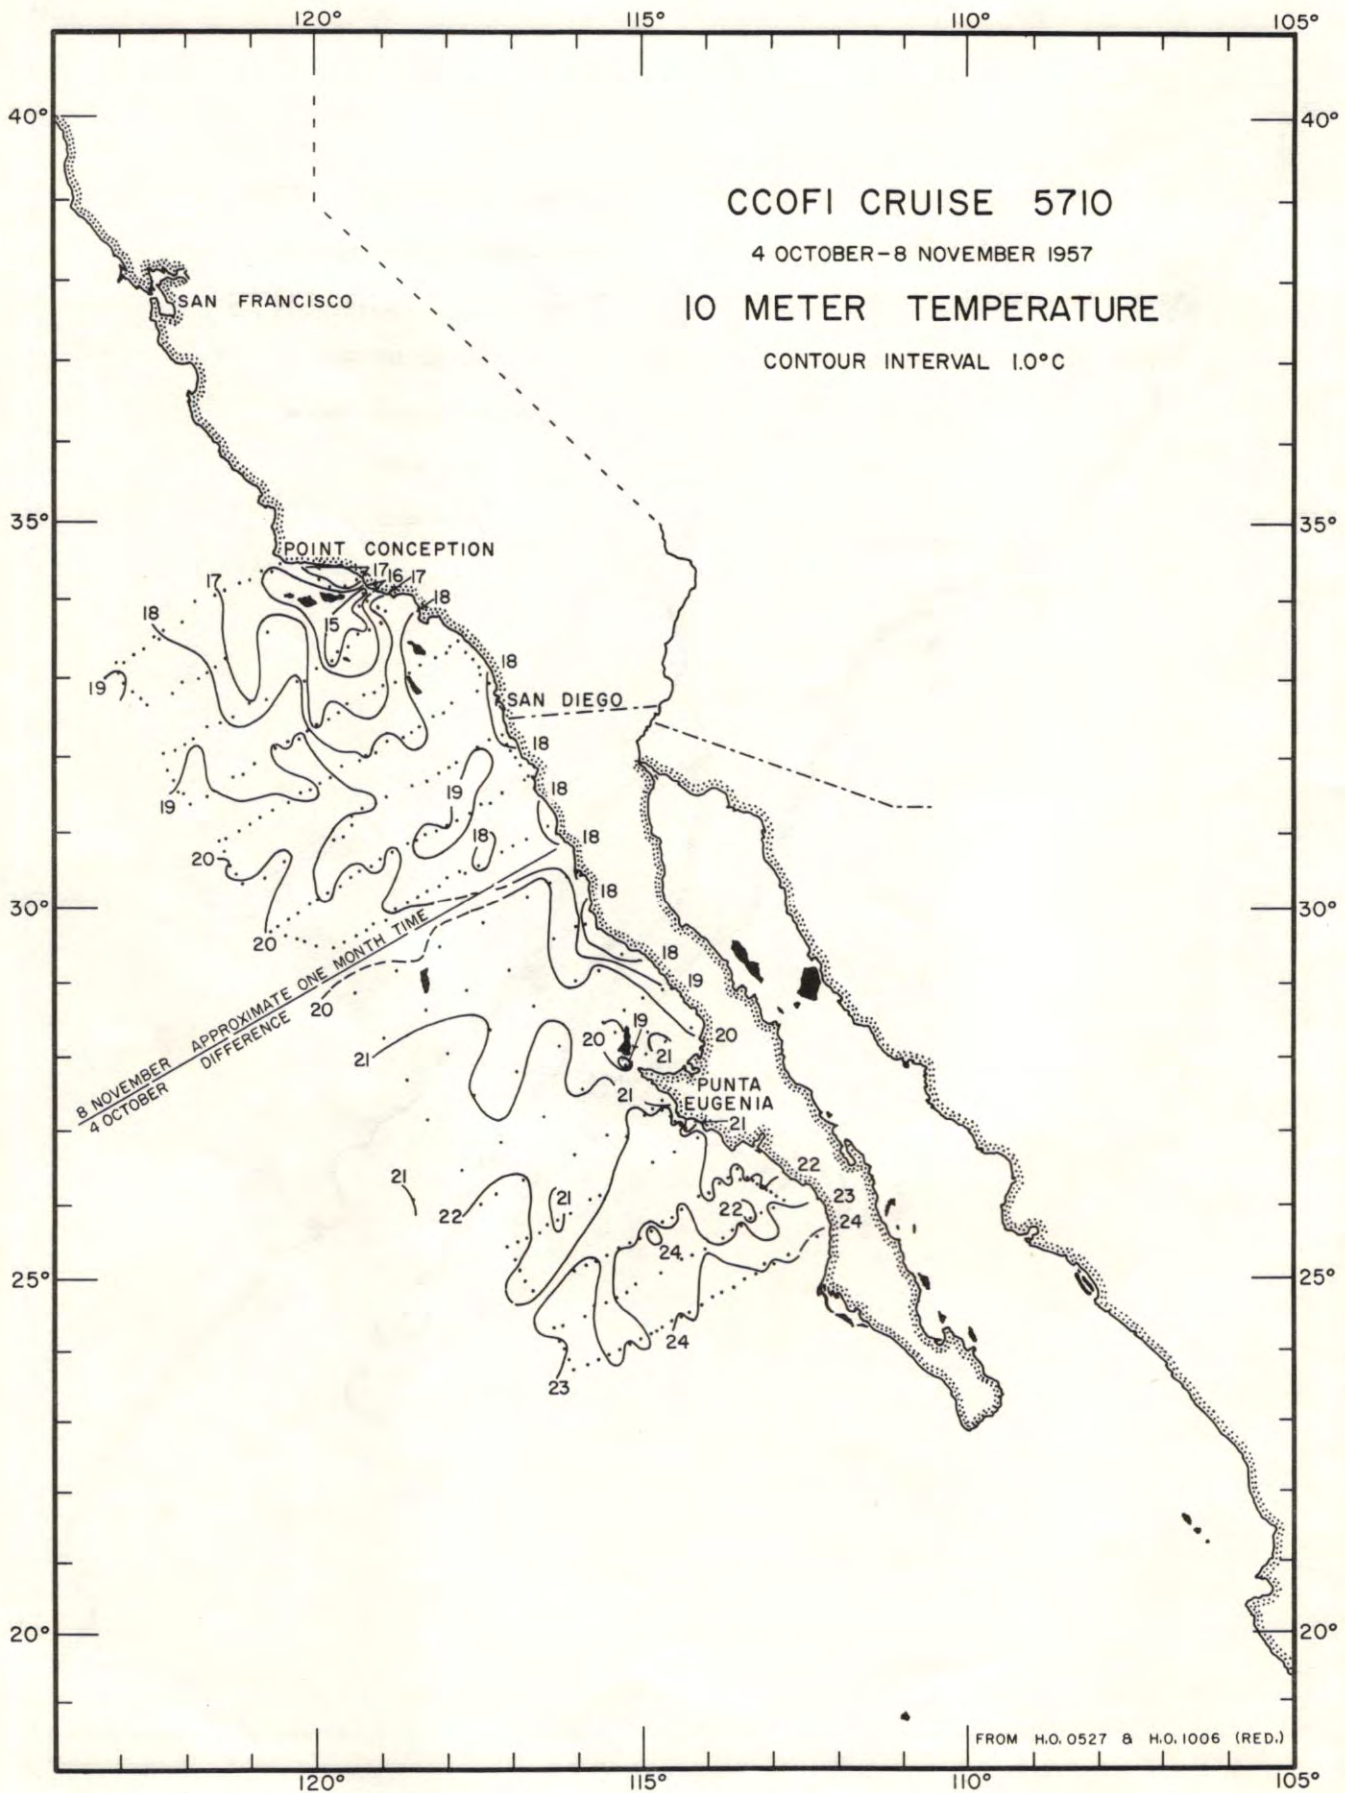 120° 115° 110° 105°
40° 40°
CCOFI CRUISE 5710
4 OCTOBER–8 NOVEMBER 1957
10 METER TEMPERATURE
CONTOUR INTERVAL 1.0°C
SAN FRANCISCO
35° 35°
POINT CONCEPTION
17 17 16 17
18 18
15
19 18
SAN DIEGO
18
19 19 18
20 18 18
18
30° 30°
20 18
19
8 NOVEMBER APPROXIMATE ONE MONTH TIME
4 OCTOBER DIFFERENCE
20 19
21 20 21 20
PUNTA
EUGENIA
21 21
21 21 22
22 22 23
24 24
25° 25°
24
23
20° 20°
FROM H.O. 0527 & H.O. 1006 (RED.)
120° 115° 110° 105°